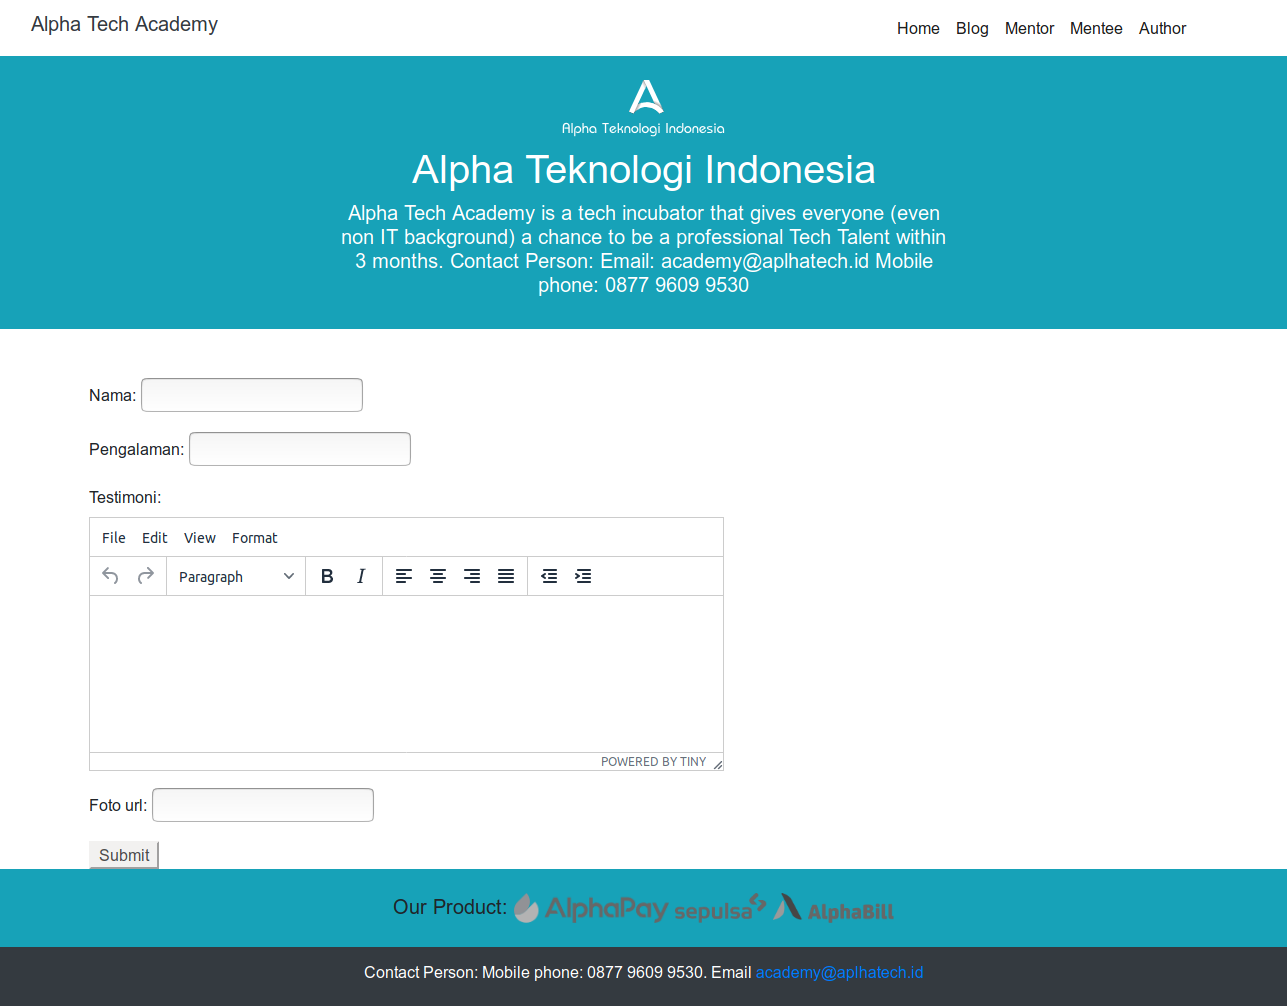 Alpha Tech Academy
Home Blog Mentor Mentee Author
Alpha Teknologi Indonesia
Alpha Teknologi Indonesia
Alpha Tech Academy is a tech incubator that gives everyone (even
non IT background) a chance to be a professional Tech Talent within
3 months. Contact Person: Email: academy@aplhatech.id Mobile
phone: 0877 9609 9530
Nama:
Pengalaman:
Testimoni:
File Edit View Format
Paragraph B I
POWERED BY TINY
Foto url:
Submit
Our Product: AlphaPay sepulsa AlphaBill
Contact Person: Mobile phone: 0877 9609 9530. Email academy@aplhatech.id